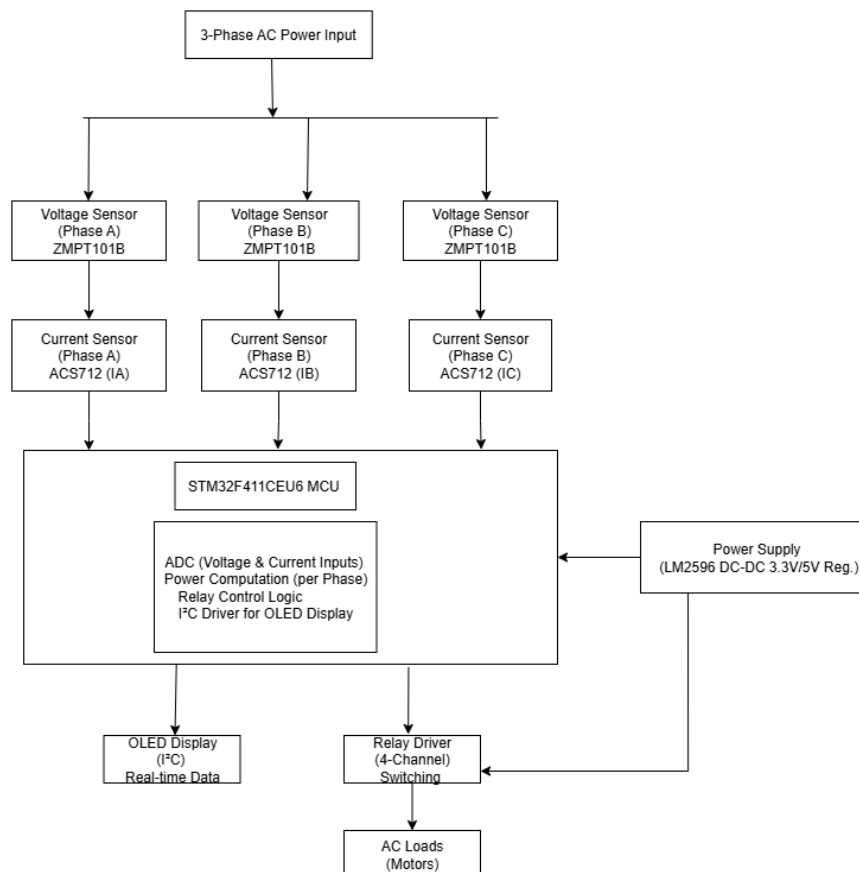 3-Phase AC Power Input
Voltage Sensor
(Phase A)
ZMPT101B
Voltage Sensor
(Phase B)
ZMPT101B
Voltage Sensor
(Phase C)
ZMPT101B
Current Sensor
(Phase A)
ACS712 (IA)
Current Sensor
(Phase B)
ACS712 (IB)
Current Sensor
(Phase C)
ACS712 (IC)
STM32F411CEU6 MCU
ADC (Voltage & Current Inputs)
Power Computation (per Phase)
Relay Control Logic
I²C Driver for OLED Display
Power Supply
(LM2596 DC-DC 3.3V/5V Reg.)
OLED Display
(I²C)
Real-time Data
Relay Driver
(4-Channel)
Switching
AC Loads
(Motors)